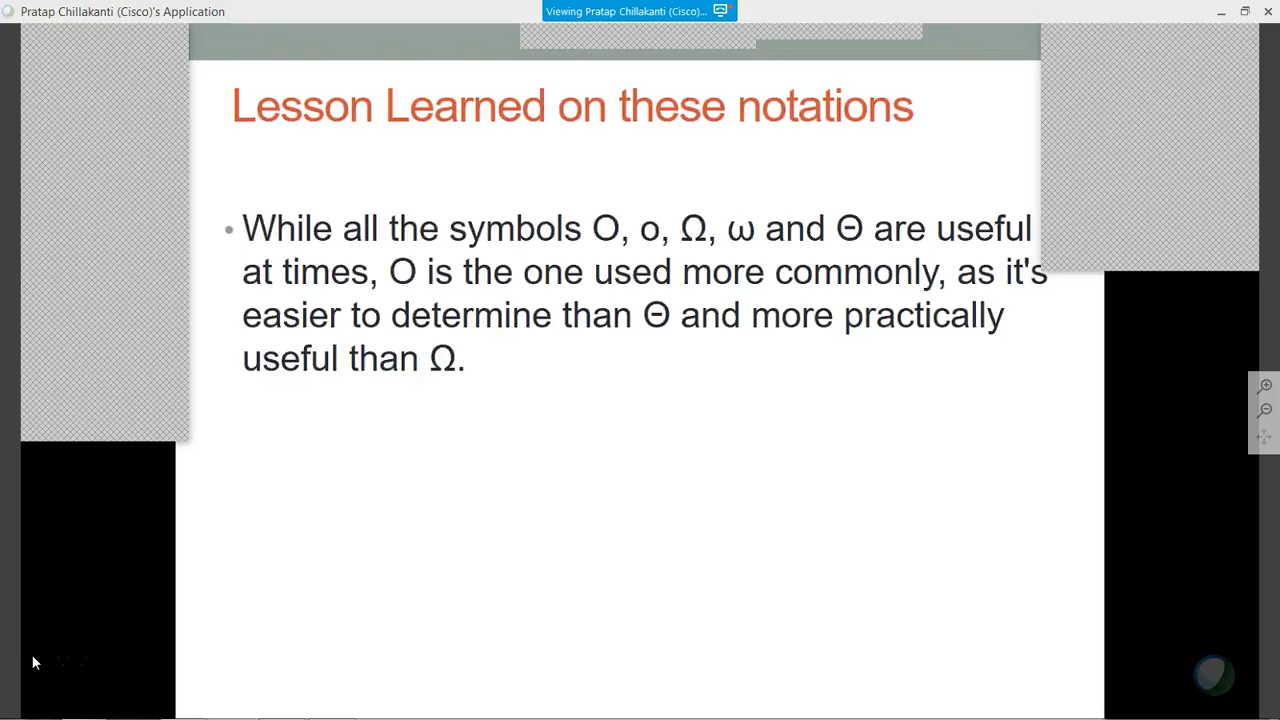 Pratap Chillakanti (Cisco)'s Application
Viewing Pratap Chillakanti (Cisco)...
Lesson Learned on these notations
• While all the symbols O, o, Ω, ω and Θ are useful
at times, O is the one used more commonly, as it's
easier to determine than Θ and more practically
useful than Ω.